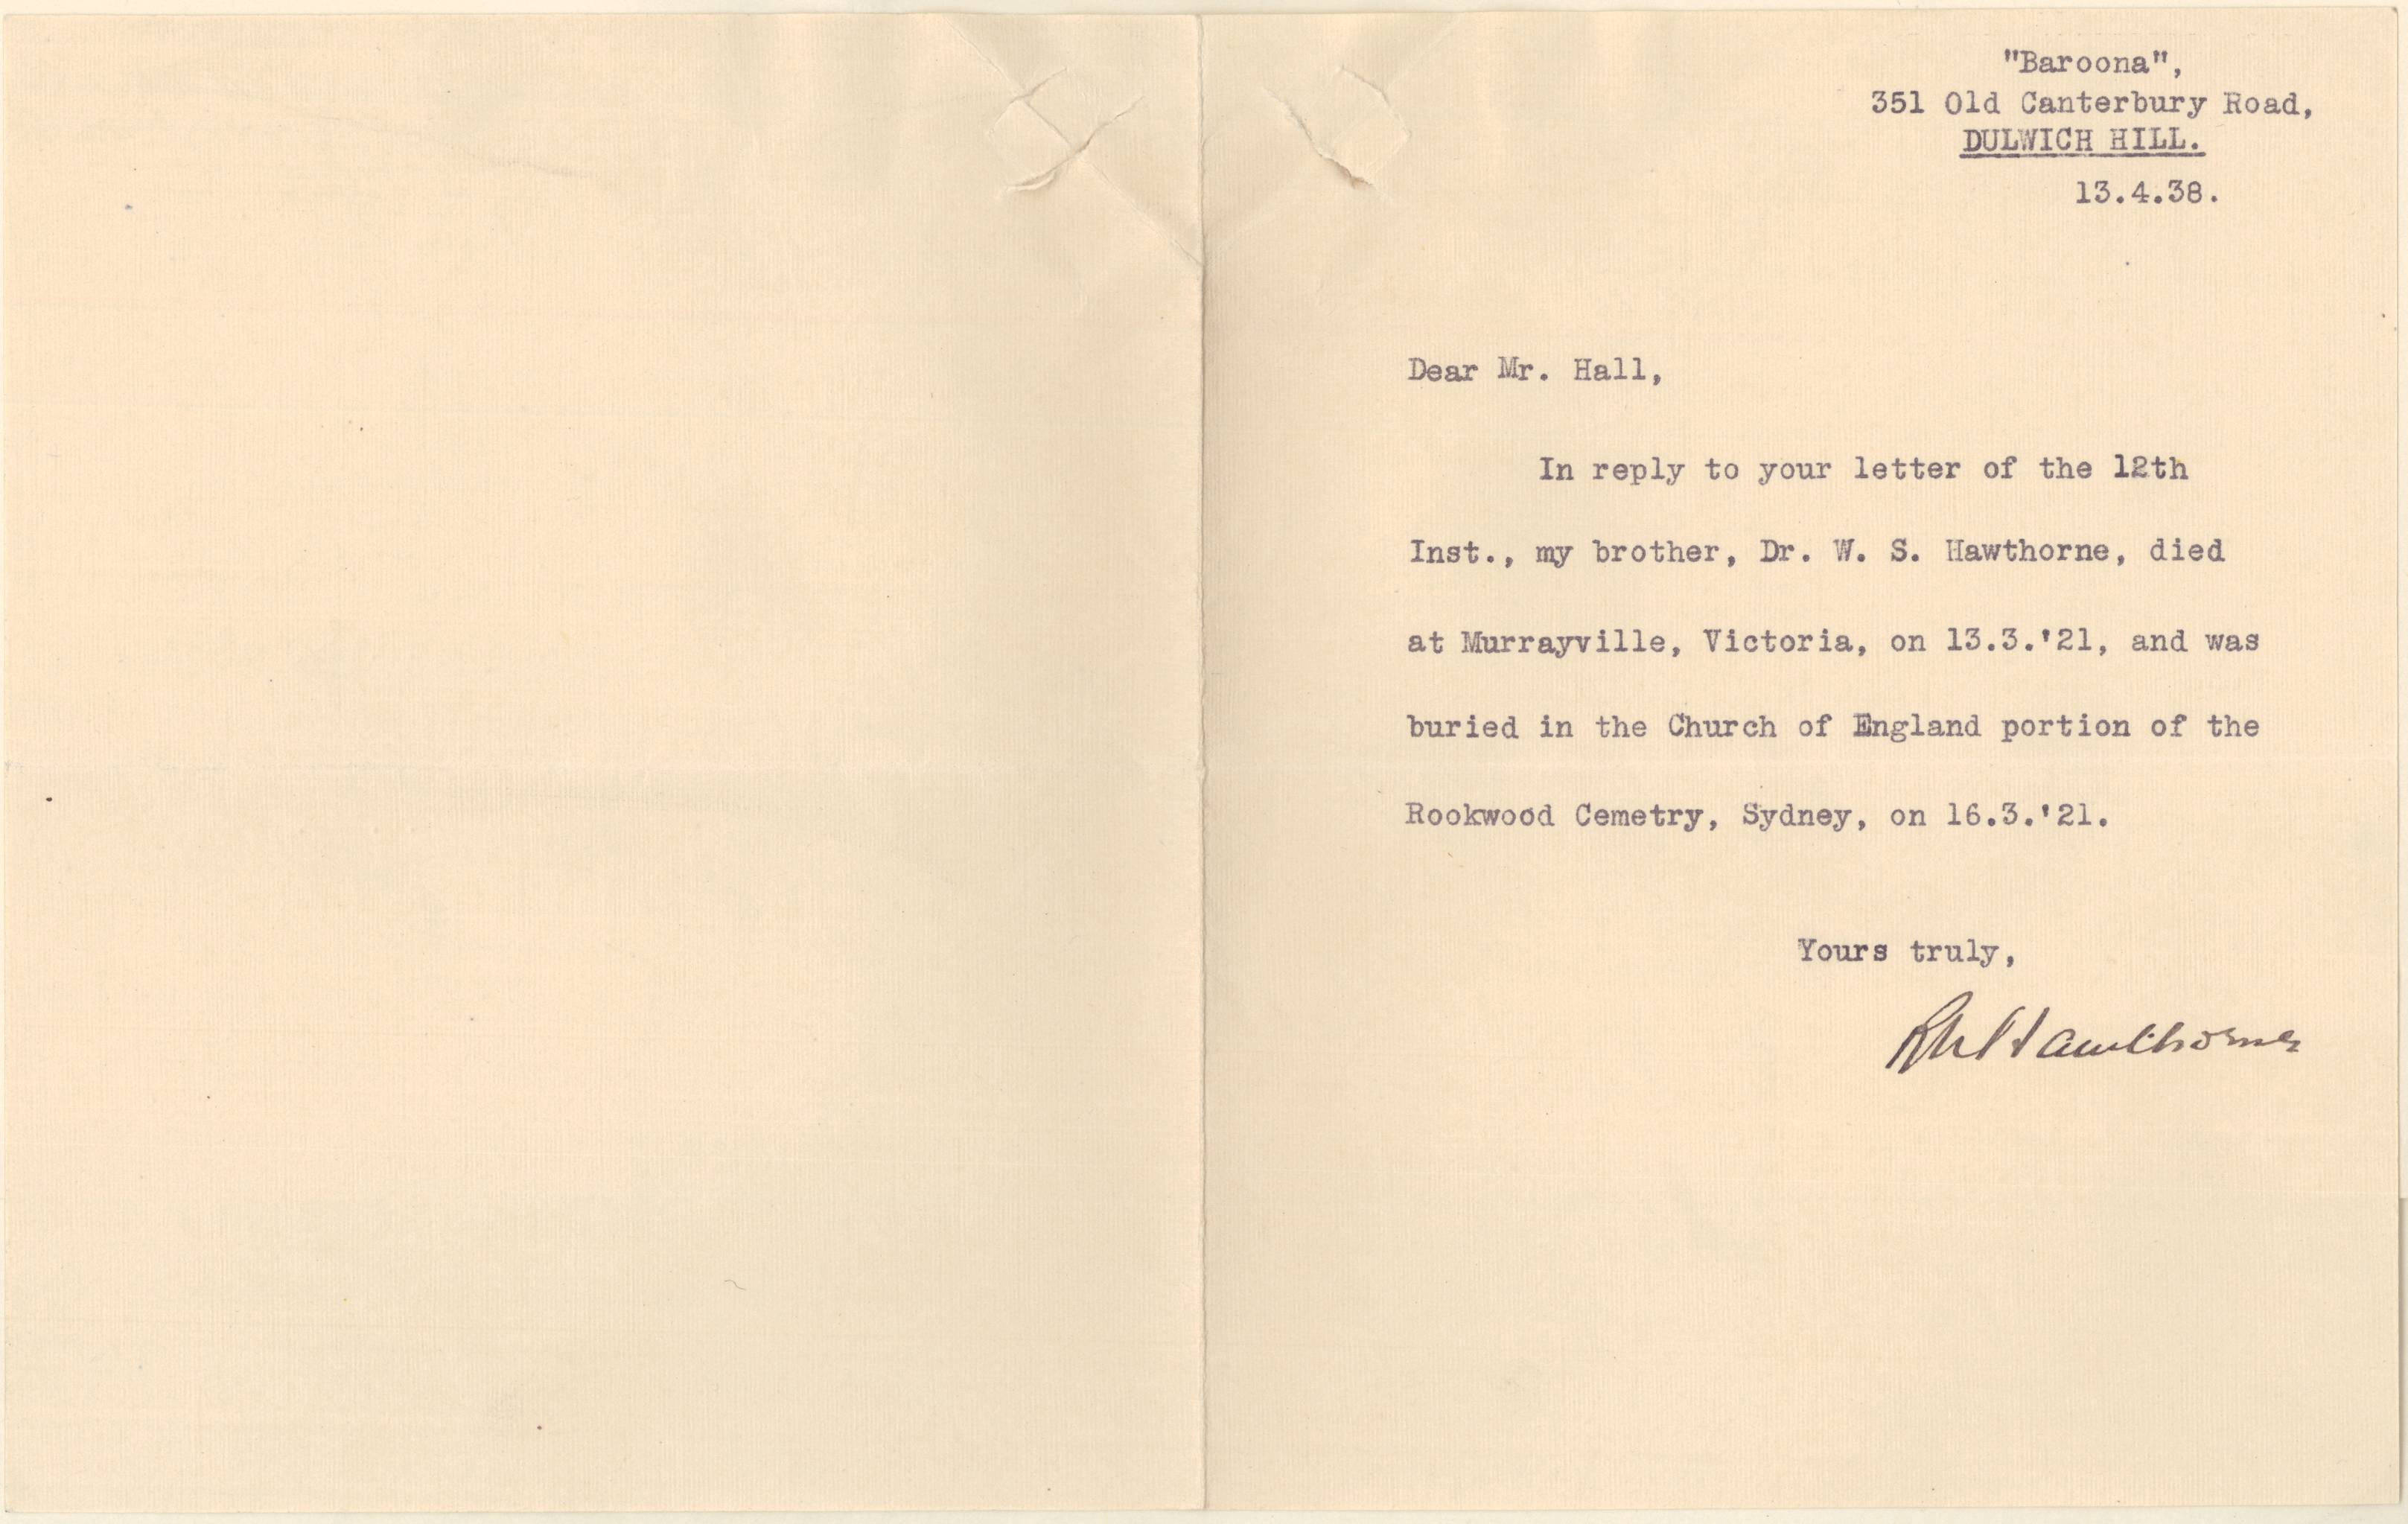 "Baroona",
351 Old Canterbury Road,
DULWICH HILL.
13.4.38.
Dear Mr. Hall,
In reply to your letter of the 12th
Inst., my brother, Dr. W. S. Hawthorne, died
at Murrayville, Victoria, on 13.3.'21, and was
buried in the Church of England portion of the
Rookwood Cemetry, Sydney, on 16.3.'21.
Yours truly,
Hawthorne